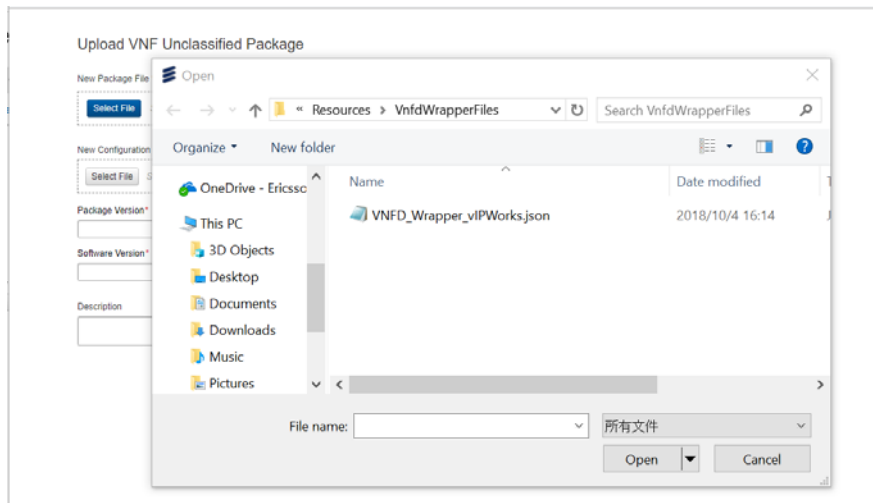 Upload VNF Unclassified Package
New Package File
Select File
New Configuration
Select File
Package Version*
Software Version*
Description
Open
« Resources > VnfdWrapperFiles
Search VnfdWrapperFiles
Organize
New folder
Name
Date modified
OneDrive - Ericsso
This PC
3D Objects
Desktop
Documents
Downloads
Music
Pictures
VNFD_Wrapper_vIPWorks.json
2018/10/4 16:14
File name:
所有文件
Open
Cancel